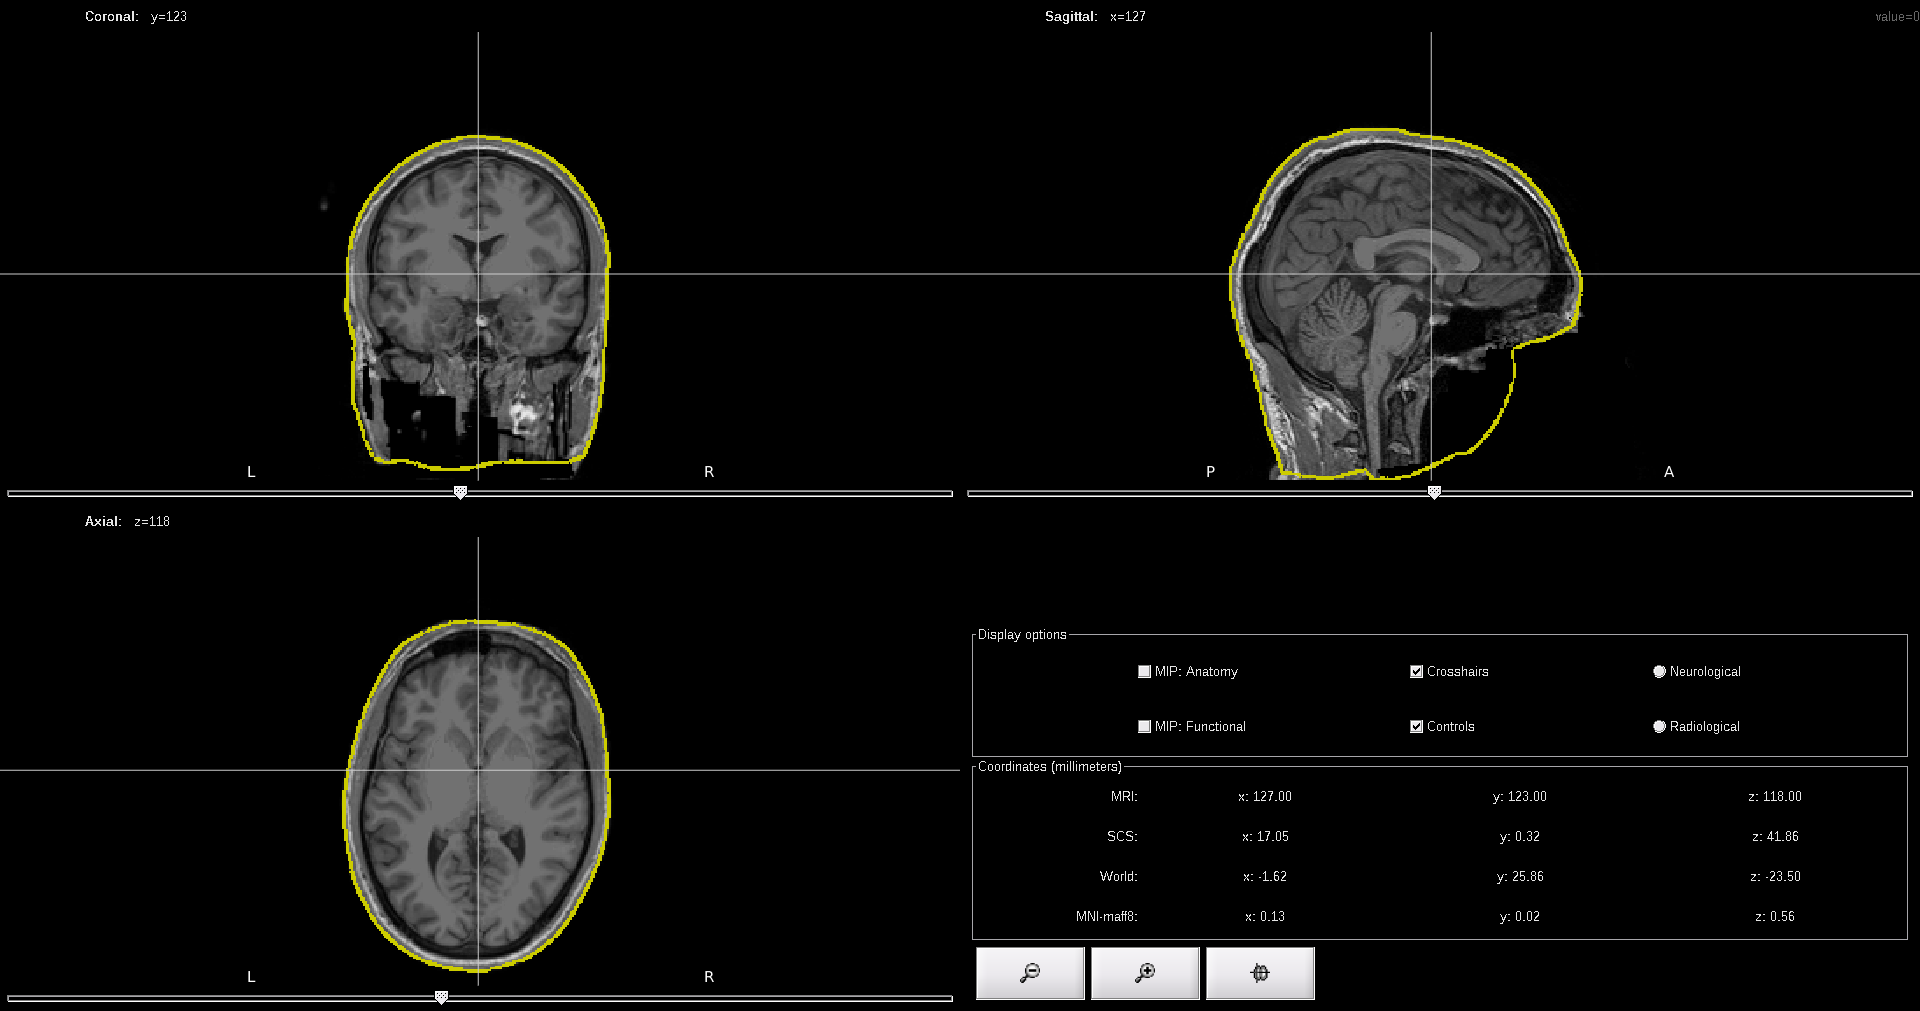 Coronal: y=123
Sagittal: x=127
value=0
L
R
P
A
Axial: z=118
L
R
Display options
MIP: Anatomy
Crosshairs
Neurological
MIP: Functional
Controls
Radiological
Coordinates (millimeters)
MRI: x: 127.00 y: 123.00 z: 118.00
SCS: x: 17.05 y: 0.32 z: 41.86
World: x: -1.62 y: 25.86 z: -23.50
MNI-maff8: x: 0.13 y: 0.02 z: 0.56